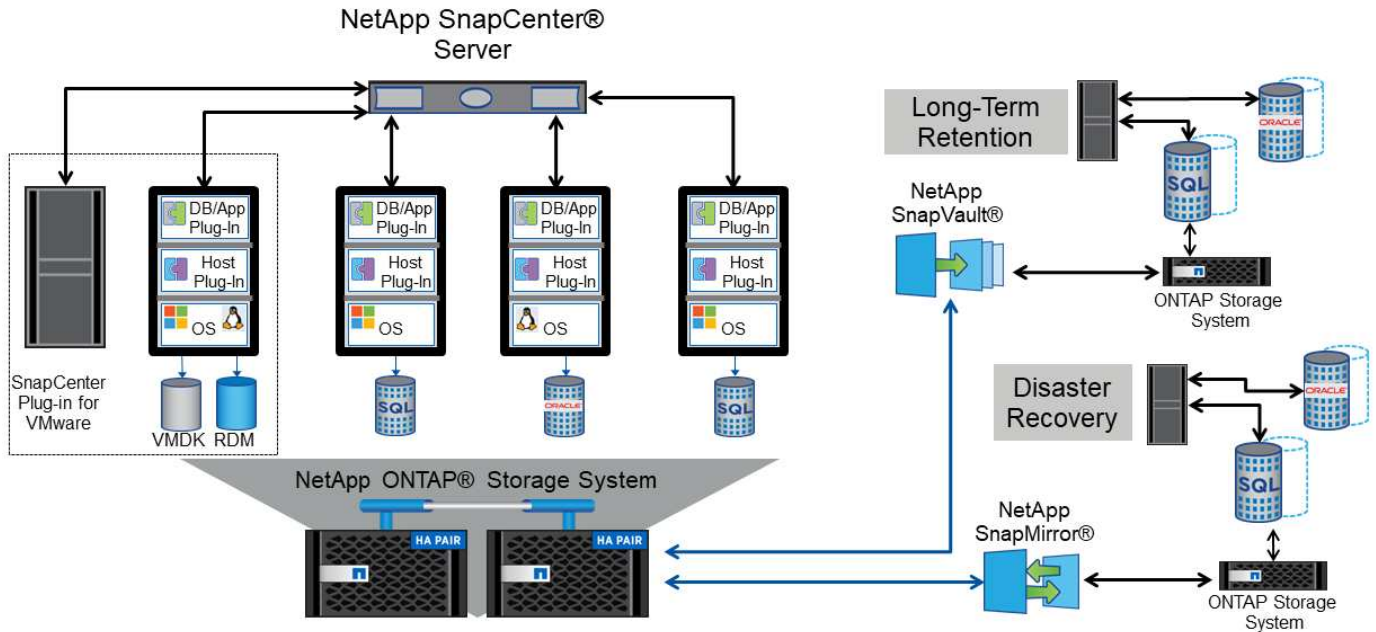 NetApp SnapCenter®
Server
DB/App
Plug-In
Host
Plug-In
OS
DB/App
Plug-In
Host
Plug-In
OS
DB/App
Plug-In
Host
Plug-In
OS
DB/App
Plug-In
Host
Plug-In
OS
SnapCenter
Plug-in for
VMware
VMDK
RDM
SQL
ORACLE
SQL
NetApp ONTAP® Storage System
HA PAIR
HA PAIR
Long-Term
Retention
ORACLE
SQL
NetApp
SnapVault®
ONTAP Storage
System
Disaster
Recovery
ORACLE
SQL
NetApp
SnapMirror®
ONTAP Storage
System